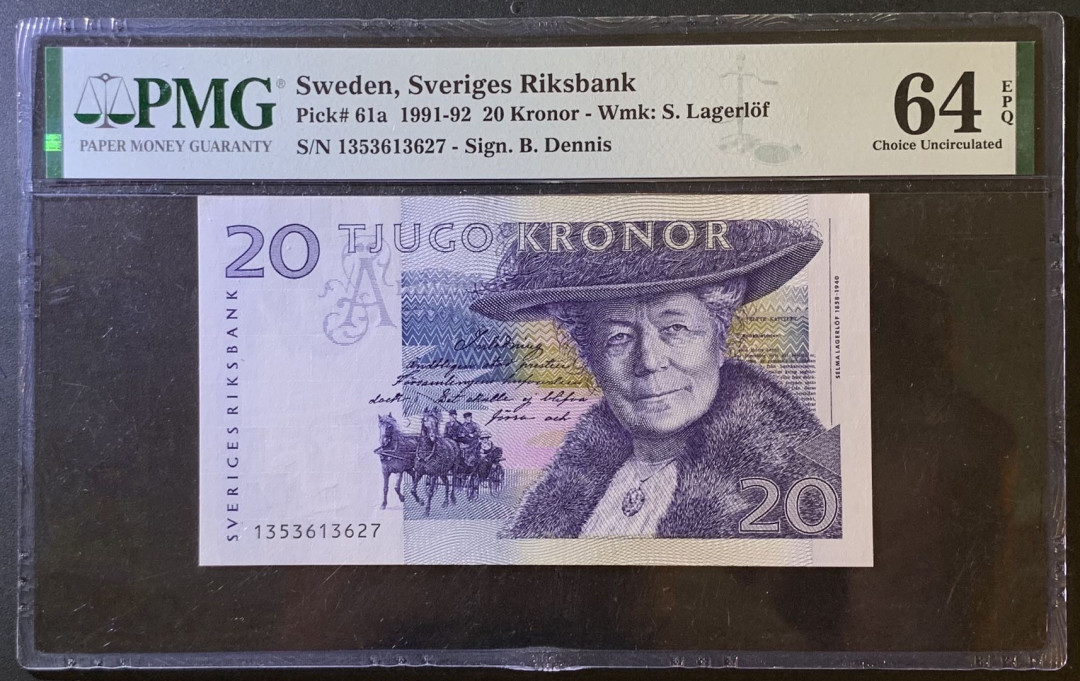 PMG®
PAPER MONEY GUARANTY
Sweden, Sveriges Riksbank
Pick# 61a 1991-92 20 Kronor - Wmk: S. Lagerlöf
S/N 1353613627 - Sign. B. Dennis
64
EPQ
Choice Uncirculated
20 TJUGO KRONOR
SVERIGES RIKSBANK
SELMA LAGERLÖF 1858-1940
1353613627
20